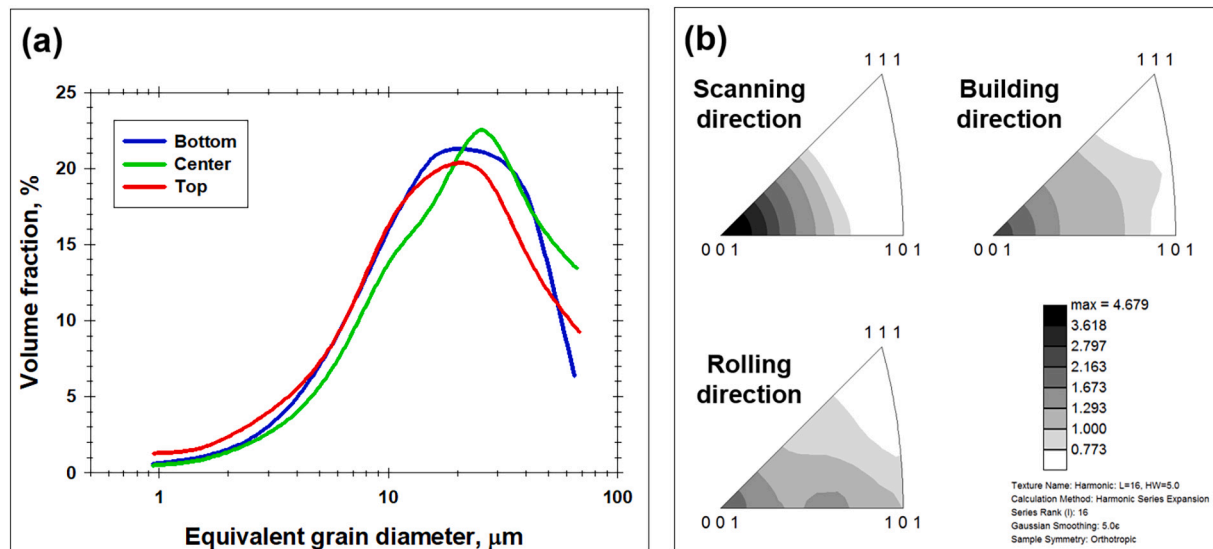 (a)
25
20
15
10
5
0
Volume fraction, %
Bottom
Center
Top
1
10
100
Equivalent grain diameter, μm
(b)
Scanning
direction
1 1 1
0 0 1
1 0 1
Building
direction
1 1 1
0 0 1
1 0 1
Rolling
direction
1 1 1
0 0 1
1 0 1
max = 4.679
3.618
2.797
2.163
1.673
1.293
1.000
0.773
Texture Name: Harmonic: L=16, HW=5.0
Calculation Method: Harmonic Series Expansion
Series Rank (l): 16
Gaussian Smoothing: 5.0є
Sample Symmetry: Orthotropic